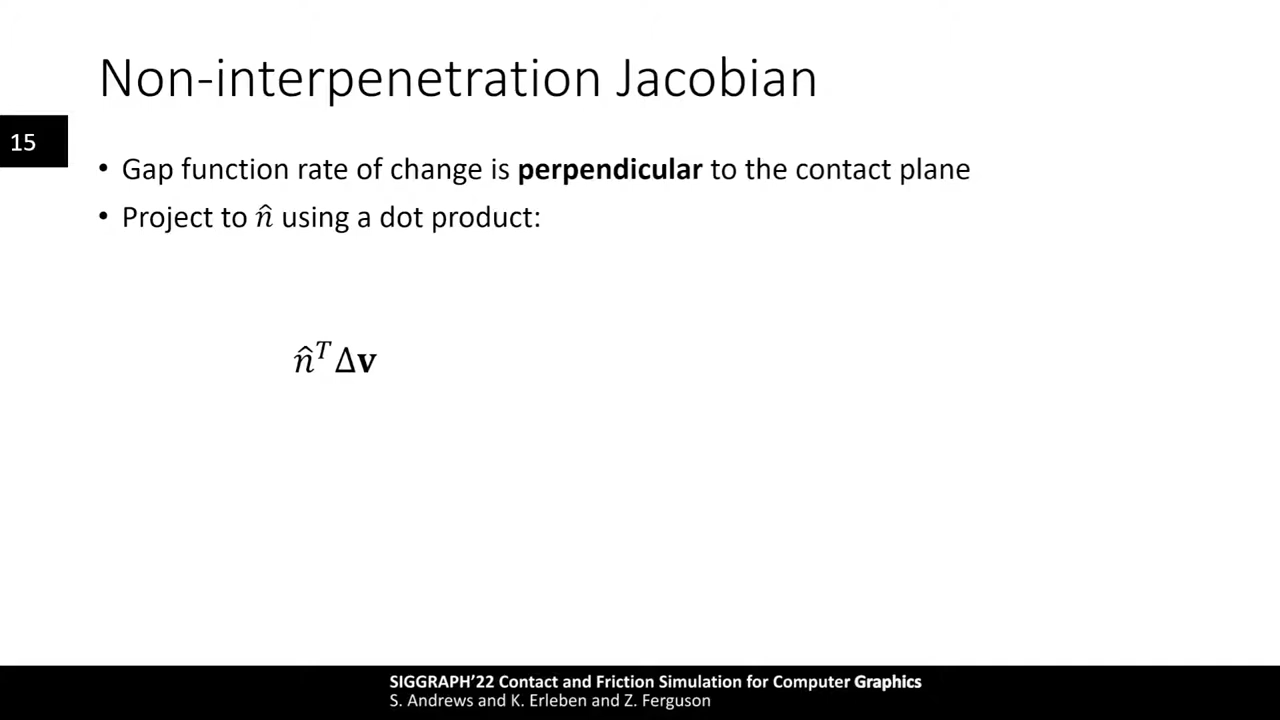 Non-interpenetration Jacobian
15
• Gap function rate of change is perpendicular to the contact plane
• Project to n̂ using a dot product:
n̂ᵀΔv
SIGGRAPH’22 Contact and Friction Simulation for Computer Graphics
S. Andrews and K. Erleben and Z. Ferguson